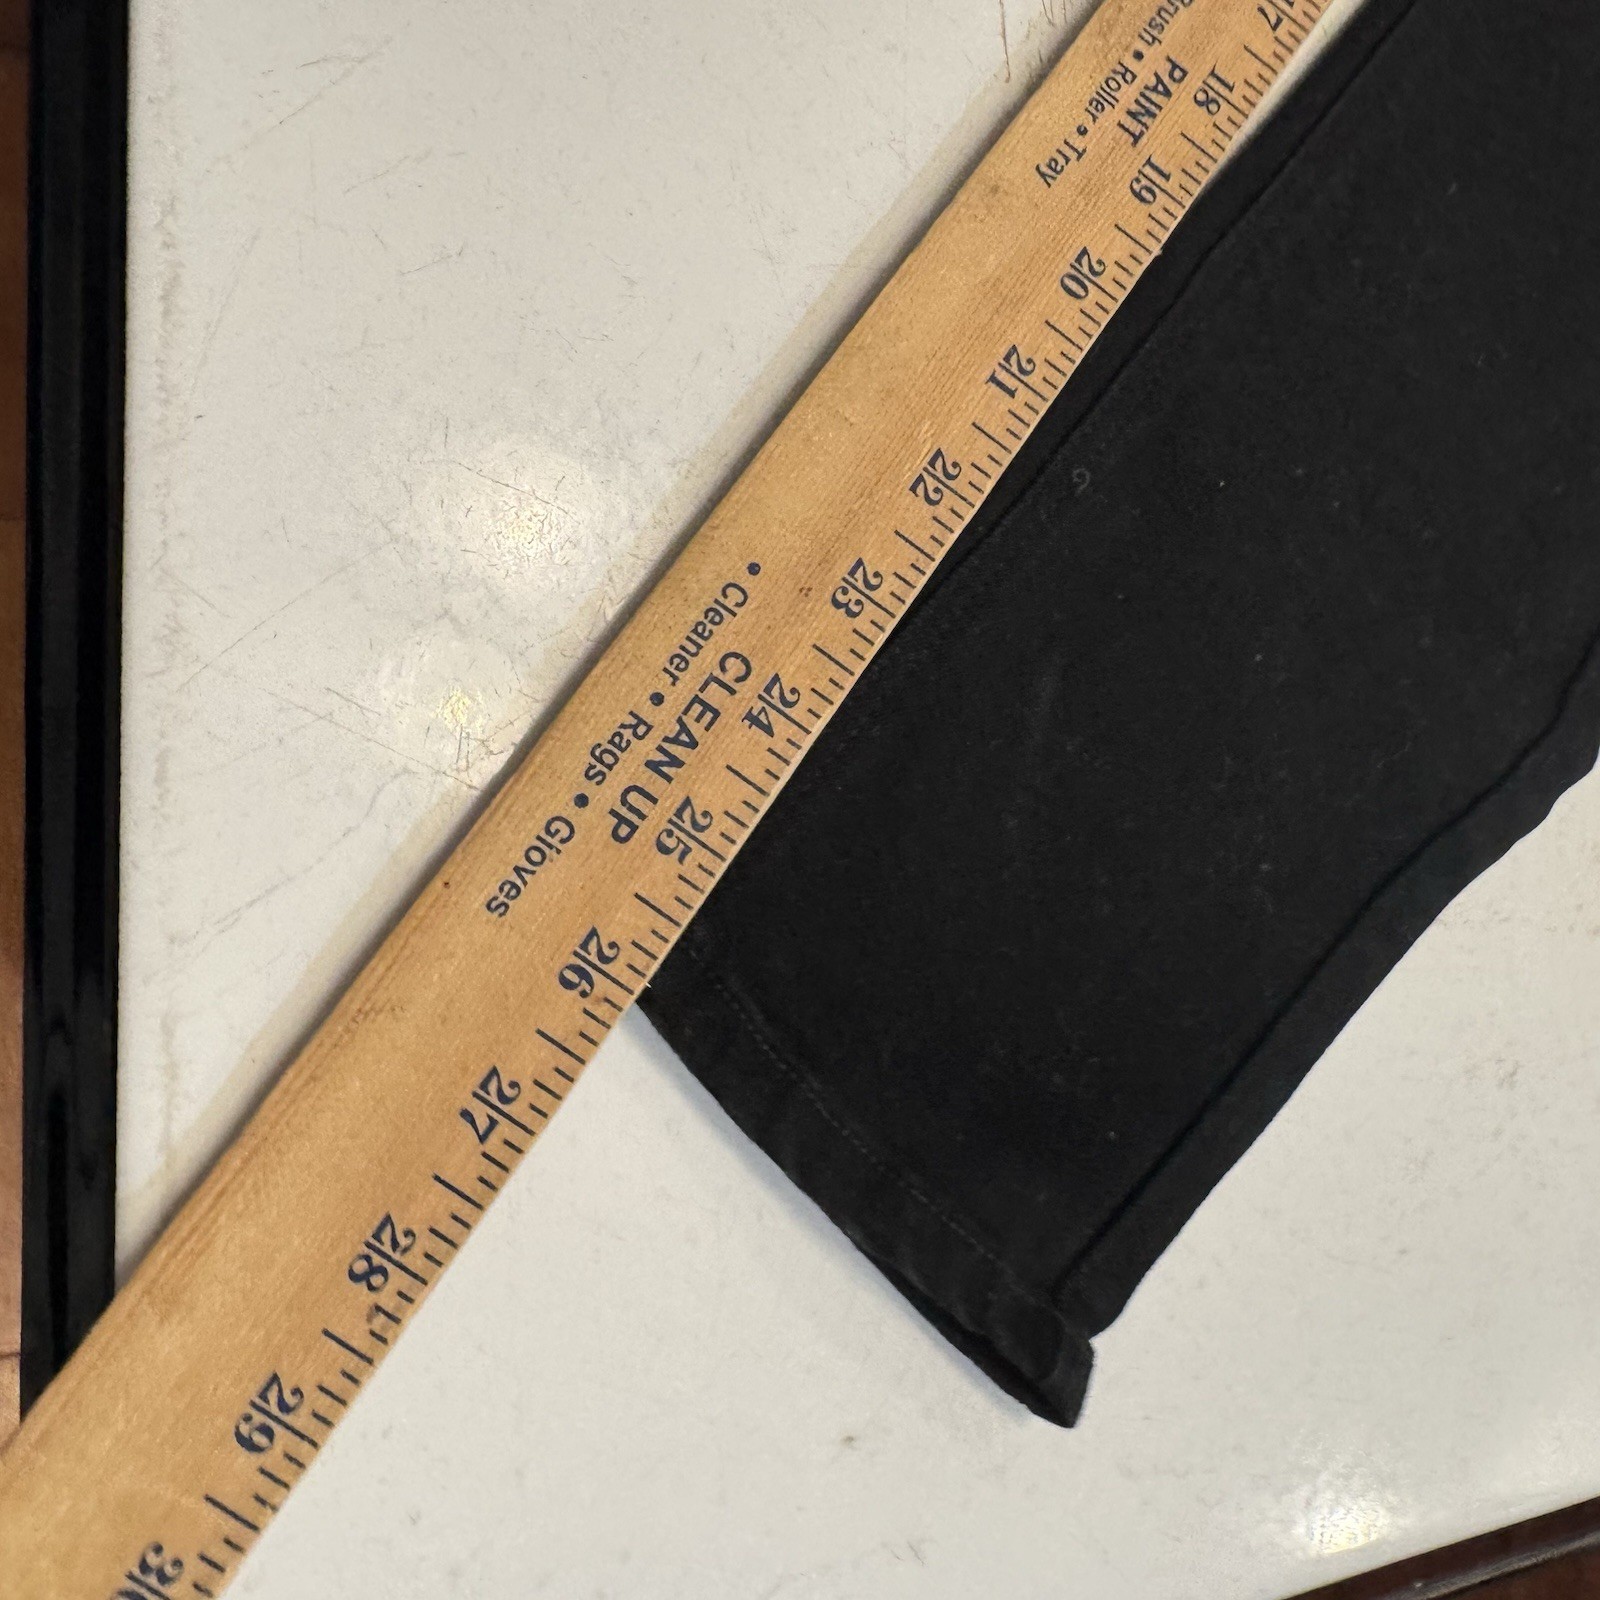 Brush • Roller • Tray
PAINT
• Cleaner • Rags • Gloves
CLEAN UP
17 18 19 20 21 22 23 24 25 26 27 28 29